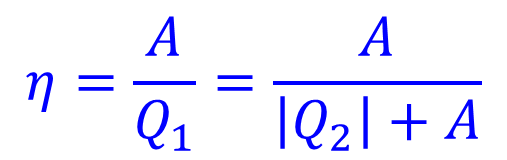 η = A/Q₁ = A/(|Q₂| + A)